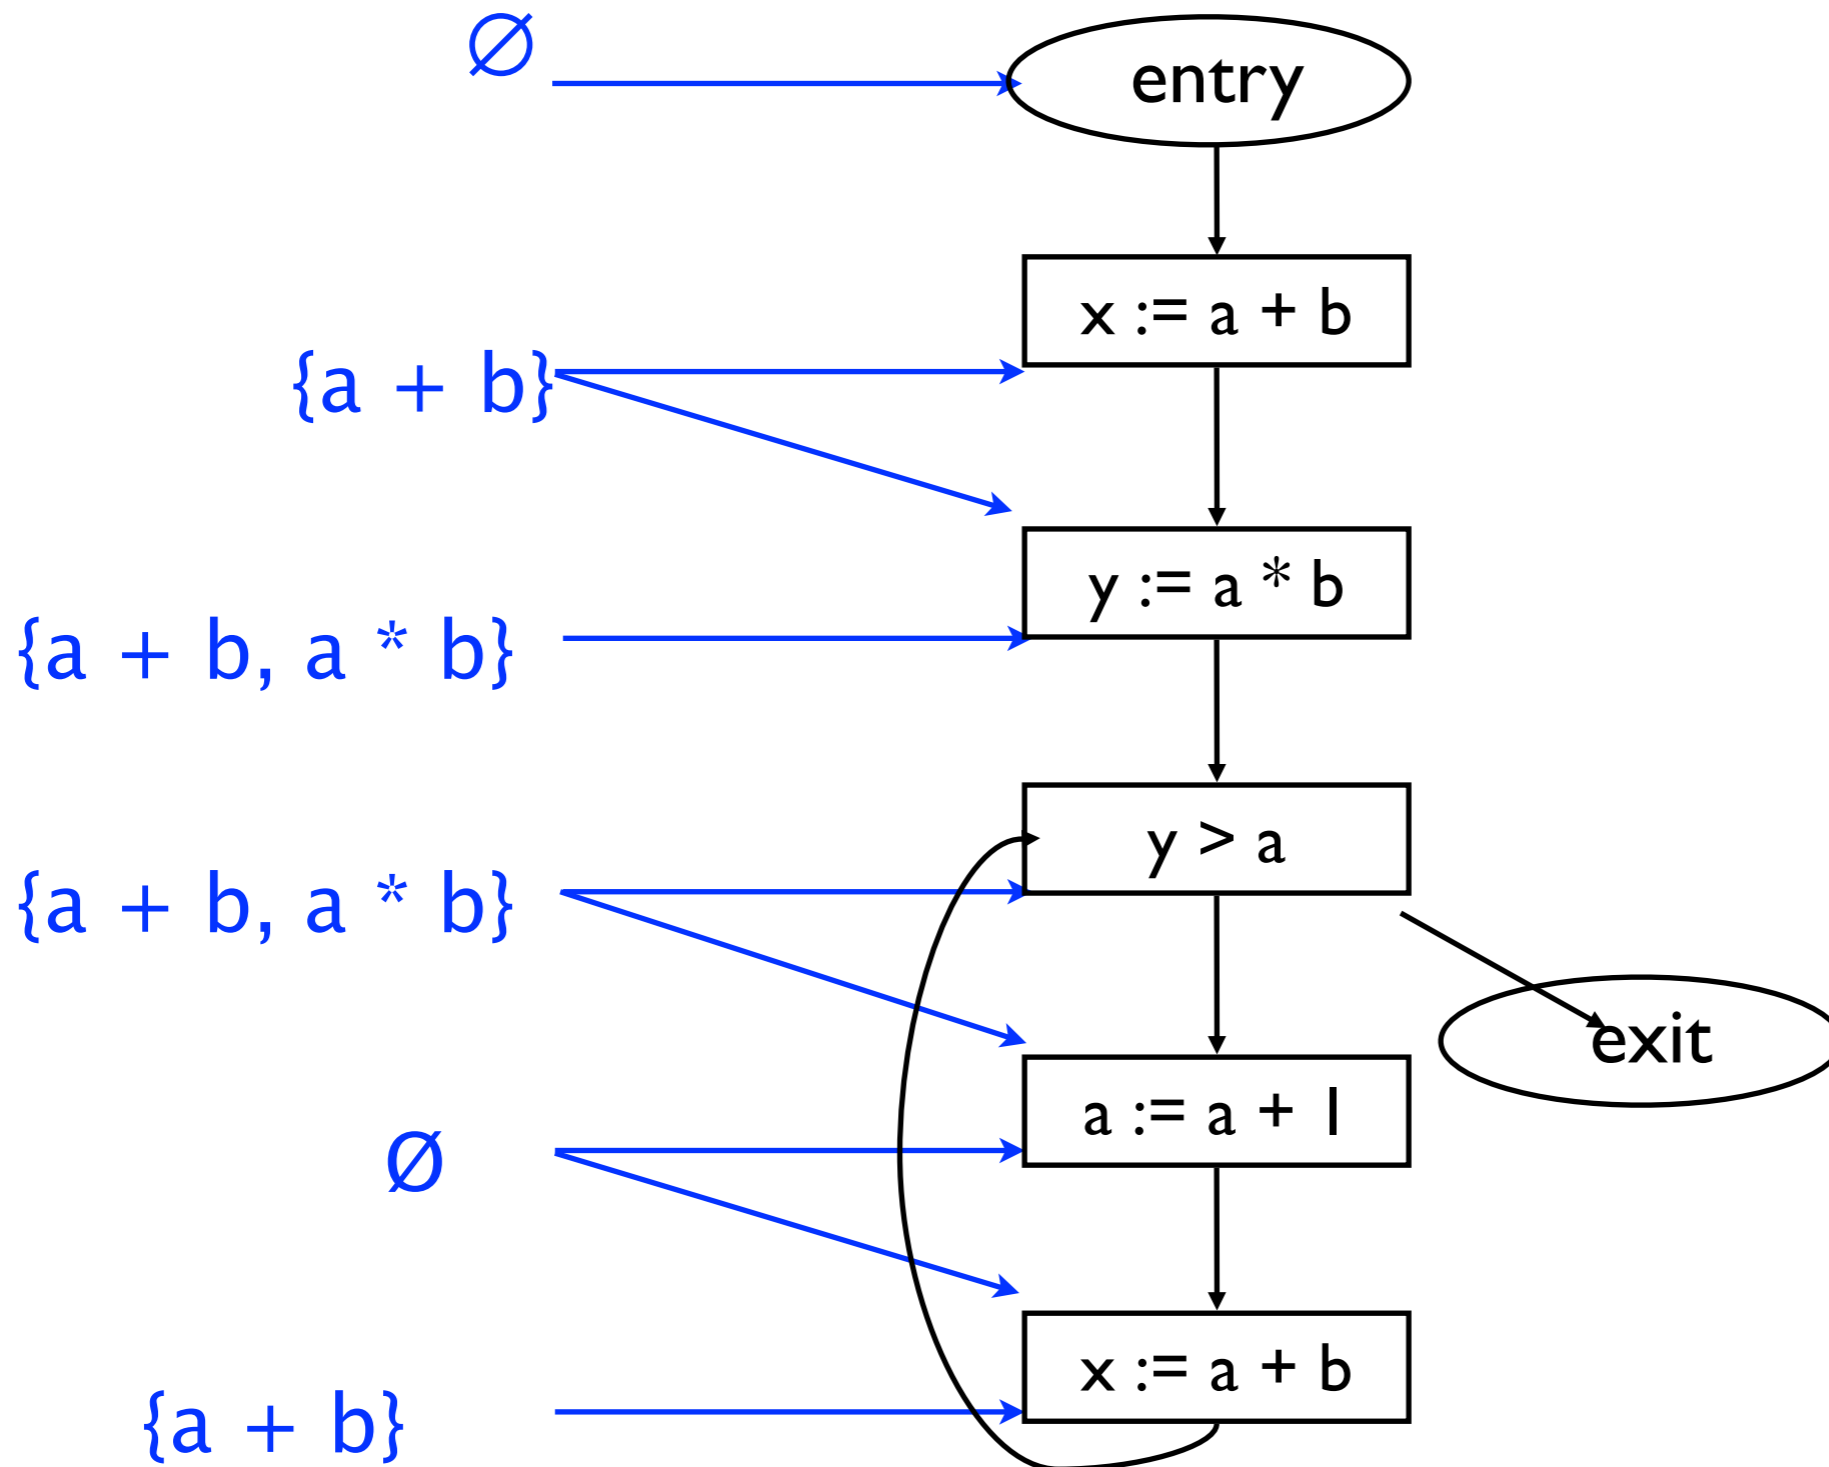 ∅
entry
x := a + b
{a + b}
y := a * b
{a + b, a * b}
y > a
{a + b, a * b}
exit
a := a + 1
Ø
x := a + b
{a + b}